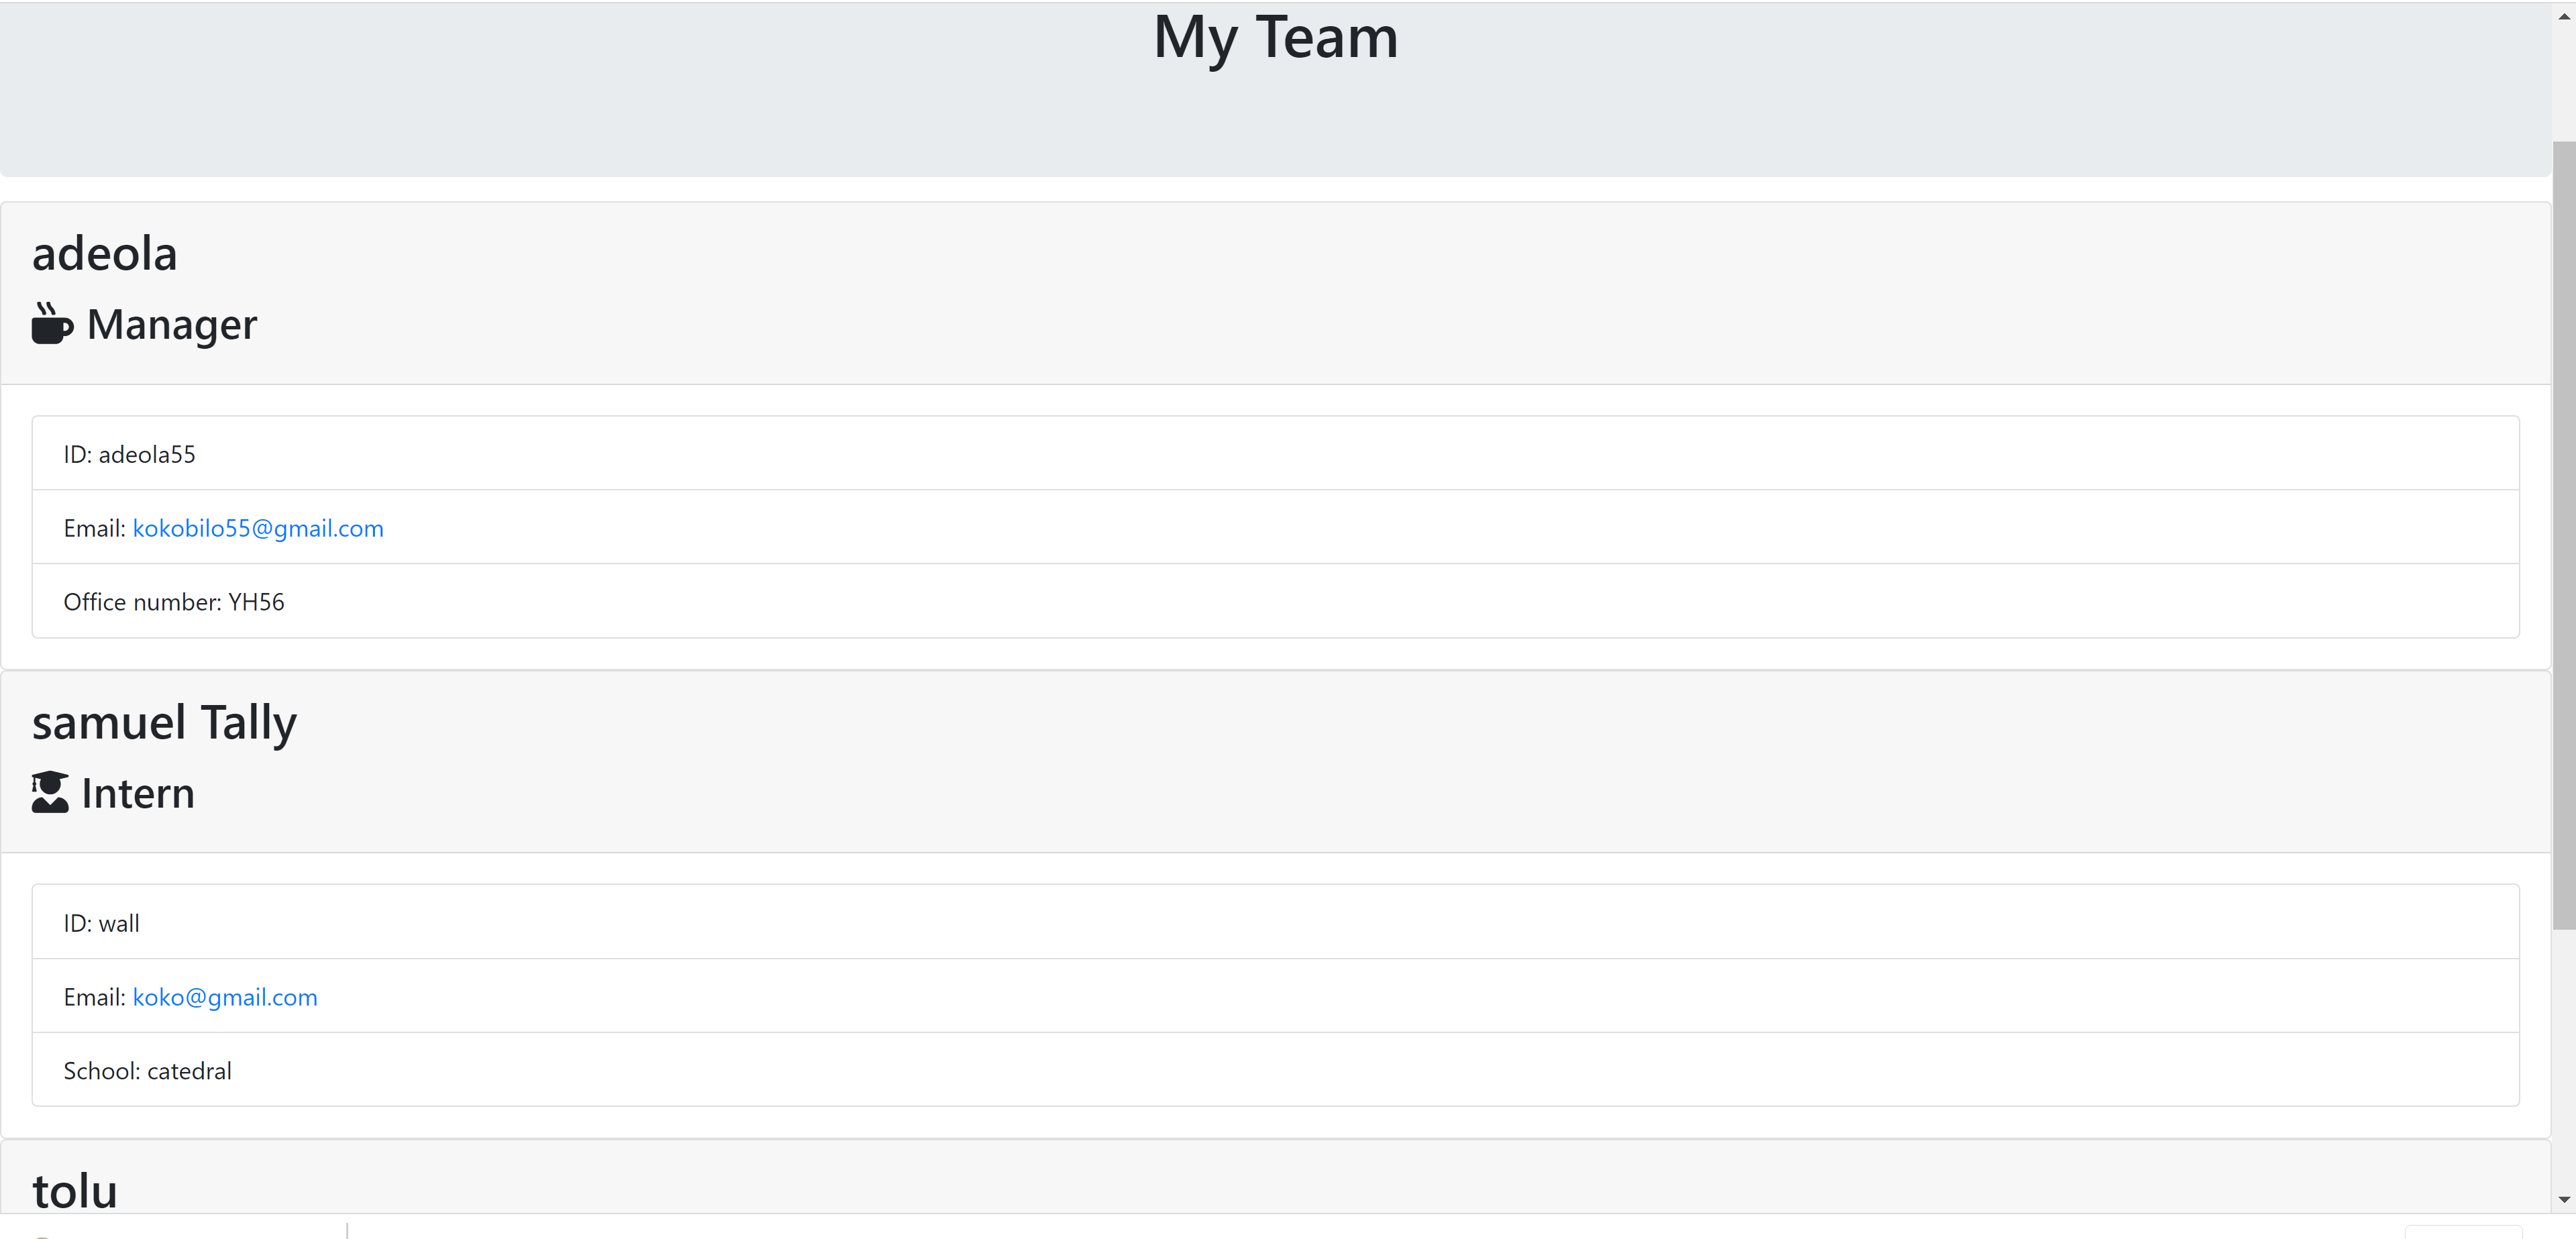 My Team
adeola
Manager
ID: adeola55
Email: kokobilo55@gmail.com
Office number: YH56
samuel Tally
Intern
ID: wall
Email: koko@gmail.com
School: catedral
tolu